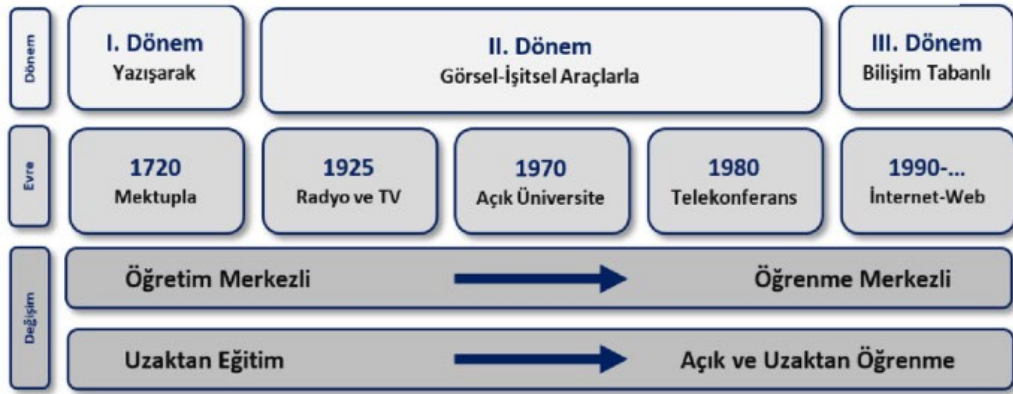 Dönem
I. Dönem
Yazışarak
II. Dönem
Görsel-İşitsel Araçlarla
III. Dönem
Bilişim Tabanlı
Evre
1720
Mektupla
1925
Radyo ve TV
1970
Açık Üniversite
1980
Telekonferans
1990-...
İnternet-Web
Değişim
Öğretim Merkezli
Öğrenme Merkezli
Uzaktan Eğitim
Açık ve Uzaktan Öğrenme